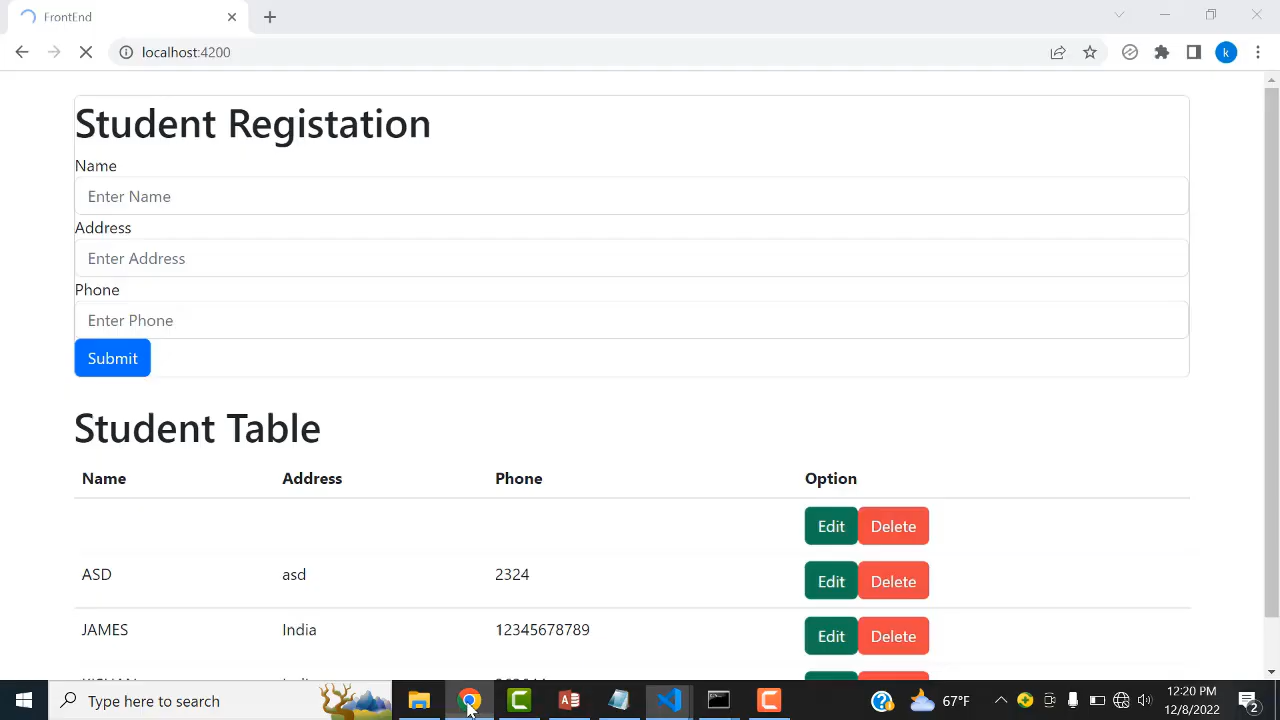 FrontEnd
localhost:4200
k
Student Registation
Name
Enter Name
Address
Enter Address
Phone
Enter Phone
Submit
Student Table
Name Address Phone Option
Edit Delete
ASD asd 2324 Edit Delete
JAMES India 12345678789 Edit Delete
Type here to search
67°F
12:20 PM
12/8/2022
2